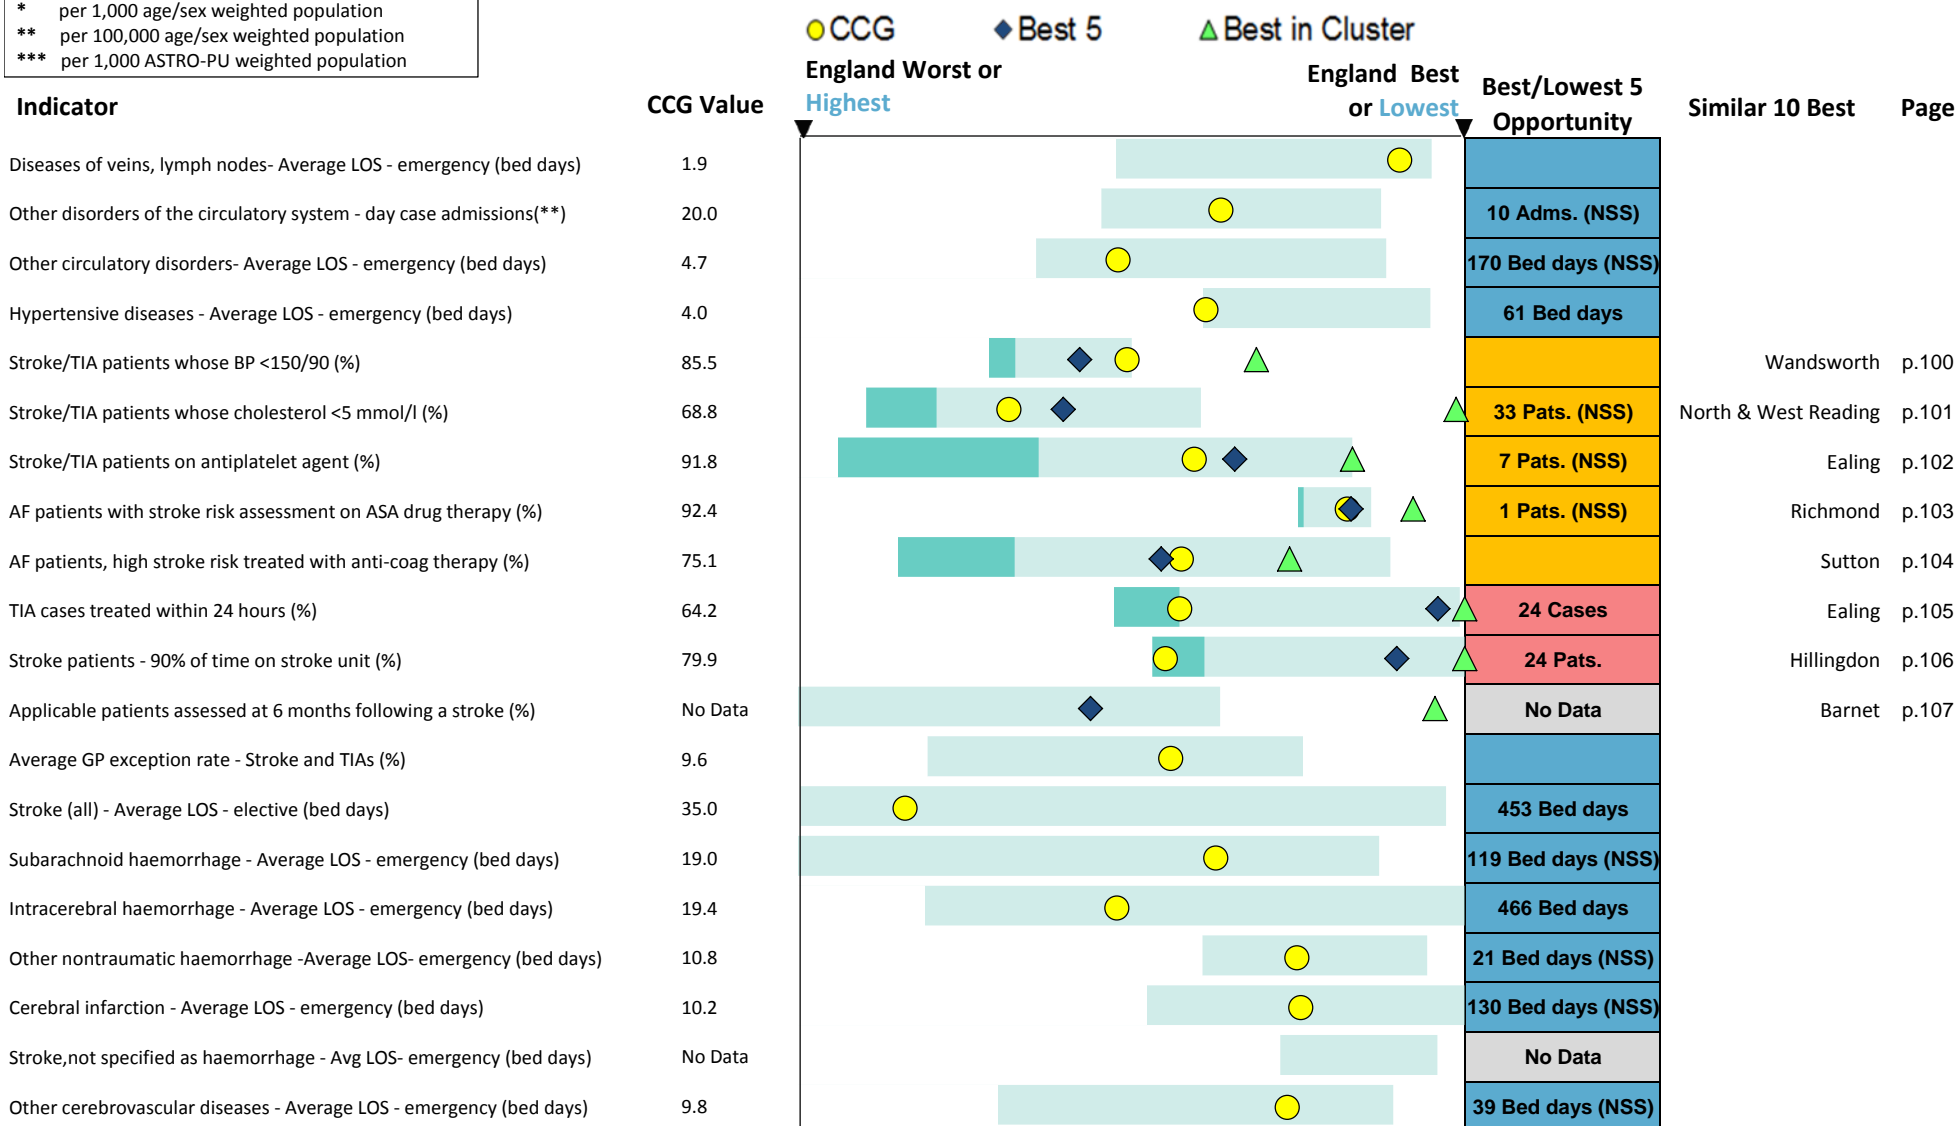 * per 1,000 age/sex weighted population
** per 100,000 age/sex weighted population
*** per 1,000 ASTRO-PU weighted population
CCG Best 5 Best in Cluster
England Worst or Highest
England Best or Lowest
Indicator CCG Value Best/Lowest 5 Opportunity Similar 10 Best Page
Diseases of veins, lymph nodes- Average LOS - emergency (bed days) 1.9
Other disorders of the circulatory system - day case admissions(**) 20.0 10 Adms. (NSS)
Other circulatory disorders- Average LOS - emergency (bed days) 4.7 170 Bed days (NSS)
Hypertensive diseases - Average LOS - emergency (bed days) 4.0 61 Bed days
Stroke/TIA patients whose BP <150/90 (%) 85.5 Wandsworth p.100
Stroke/TIA patients whose cholesterol <5 mmol/l (%) 68.8 33 Pats. (NSS) North & West Reading p.101
Stroke/TIA patients on antiplatelet agent (%) 91.8 7 Pats. (NSS) Ealing p.102
AF patients with stroke risk assessment on ASA drug therapy (%) 92.4 1 Pats. (NSS) Richmond p.103
AF patients, high stroke risk treated with anti-coag therapy (%) 75.1 Sutton p.104
TIA cases treated within 24 hours (%) 64.2 24 Cases Ealing p.105
Stroke patients - 90% of time on stroke unit (%) 79.9 24 Pats. Hillingdon p.106
Applicable patients assessed at 6 months following a stroke (%) No Data No Data Barnet p.107
Average GP exception rate - Stroke and TIAs (%) 9.6
Stroke (all) - Average LOS - elective (bed days) 35.0 453 Bed days
Subarachnoid haemorrhage - Average LOS - emergency (bed days) 19.0 119 Bed days (NSS)
Intracerebral haemorrhage - Average LOS - emergency (bed days) 19.4 466 Bed days
Other nontraumatic haemorrhage -Average LOS- emergency (bed days) 10.8 21 Bed days (NSS)
Cerebral infarction - Average LOS - emergency (bed days) 10.2 130 Bed days (NSS)
Stroke,not specified as haemorrhage - Avg LOS- emergency (bed days) No Data No Data
Other cerebrovascular diseases - Average LOS - emergency (bed days) 9.8 39 Bed days (NSS)